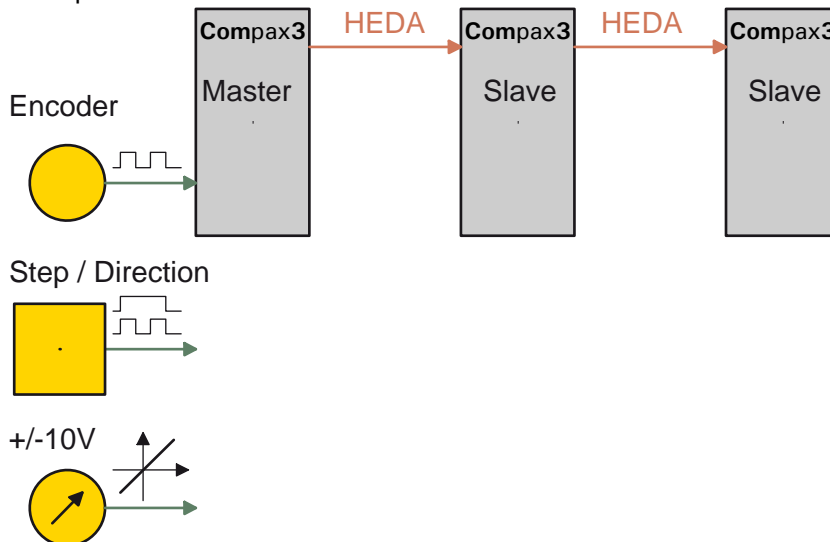 Compax3 HEDA Compax3 HEDA Compax3
Master Slave Slave
Encoder
Step / Direction
+/-10V